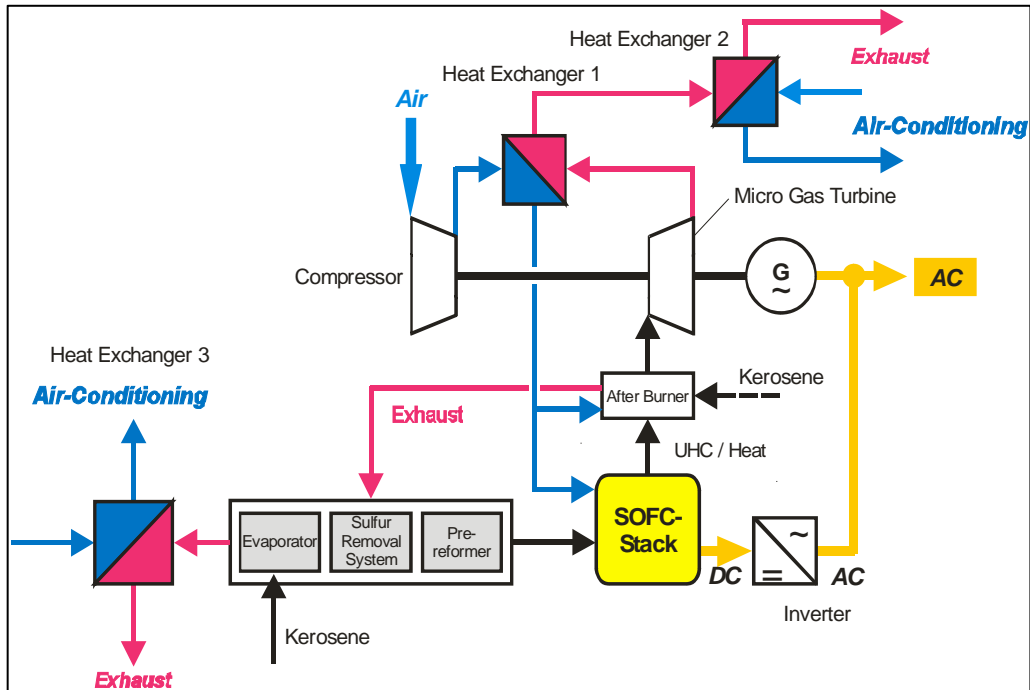 Heat Exchanger 2
Exhaust
Heat Exchanger 1
Air
Air-Conditioning
Micro Gas Turbine
Compressor
G
~
AC
Heat Exchanger 3
Air-Conditioning
Kerosene
After Burner
Exhaust
UHC / Heat
Evaporator
Sulfur
Removal
System
Pre-
reformer
SOFC-
Stack
~
=
DC
AC
Inverter
Kerosene
Exhaust